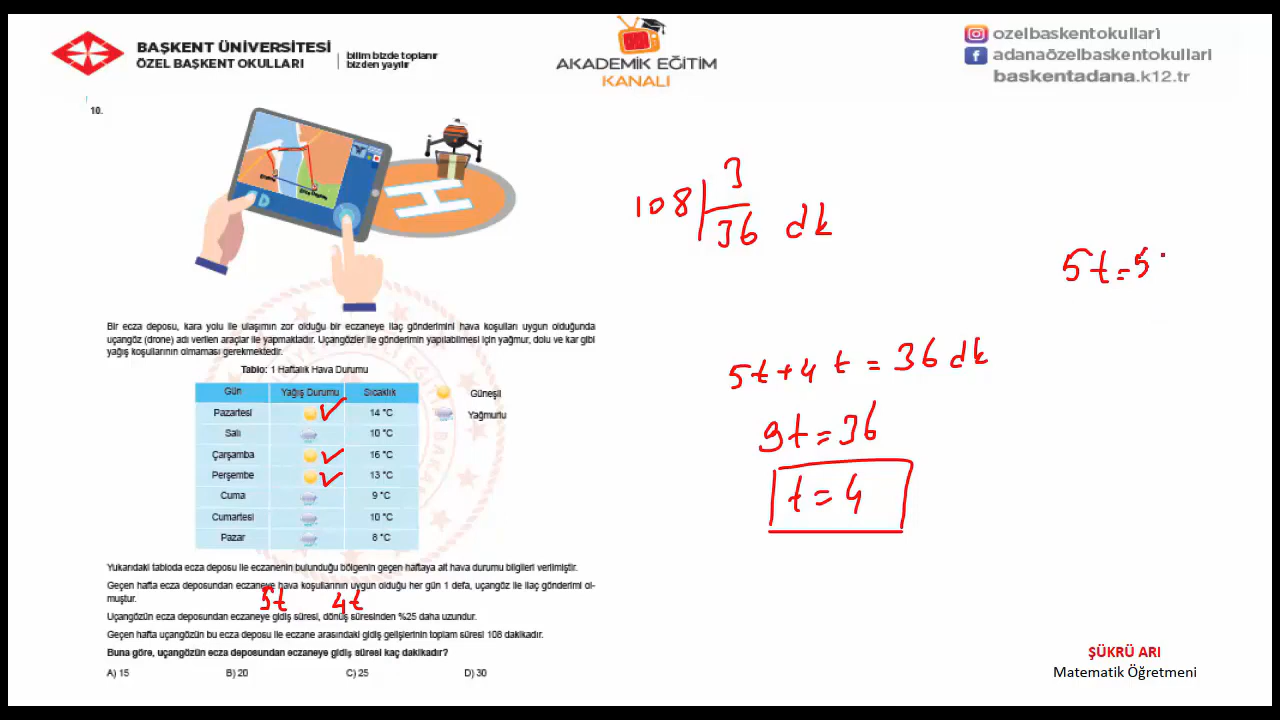 BAŞKENT ÜNİVERSİTESİ
ÖZEL BAŞKENT OKULLARI
bilim bizde toplanır
bizden yayılır
AKADEMİK EĞİTİM
KANALI
ozelbaskentokullari
adanaözelbaskentokullari
baskentadana.k12.tr
10.
108 3
36 dk
5t=5
Bir ecza deposu, kara yolu ile ulaşımın zor olduğu bir eczaneye ilaç gönderimini hava koşulları uygun olduğunda
uçangöz (drone) adı verilen araçlar ile yapmaktadır. Uçangözler ile gönderimin yapılabilmesi için yağmur, dolu ve kar gibi
yağış koşullarının olmaması gerekmektedir.
Tablo: 1 Haftalık Hava Durumu
Gün Yağış Durumu Sıcaklık
Pazartesi 14 °C
Salı 10 °C
Çarşamba 16 °C
Perşembe 13 °C
Cuma 9 °C
Cumartesi 10 °C
Pazar 8 °C
Güneşli
Yağmurlu
5t+4t=36 dk
9t=36
t=4
Yukarıdaki tabloda ecza deposu ile eczanenin bulunduğu bölgenin geçen haftaya ait hava durumu bilgileri verilmiştir.
Geçen hafta ecza deposundan eczaneye hava koşullarının uygun olduğu her gün 1 defa, uçangöz ile ilaç gönderimi ol-
muştur.
5t 4t
Uçangözün ecza deposundan eczaneye gidiş süresi, dönüş süresinden %25 daha uzundur.
Geçen hafta uçangözün bu ecza deposu ile eczane arasındaki gidiş gelişlerinin toplam süresi 108 dakikadır.
Buna göre, uçangözün ecza deposundan eczaneye gidiş süresi kaç dakikadır?
A) 15 B) 20 C) 25 D) 30
ŞÜKRÜ ARI
Matematik Öğretmeni